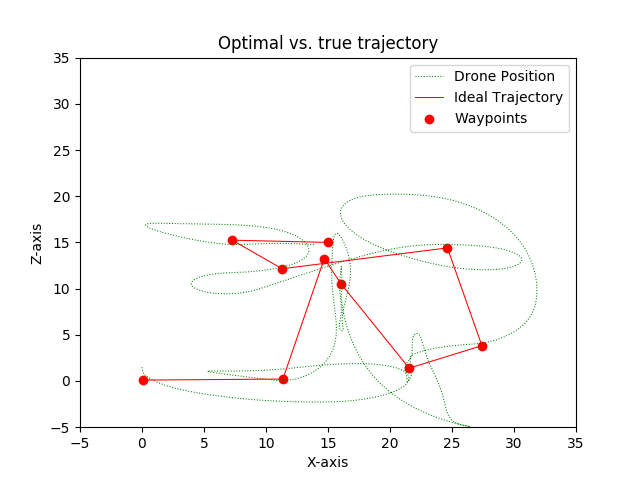 Optimal vs. true trajectory
Drone Position
Ideal Trajectory
Waypoints
35
30
25
20
15
10
5
0
−5
Z-axis
−5 0 5 10 15 20 25 30 35
X-axis